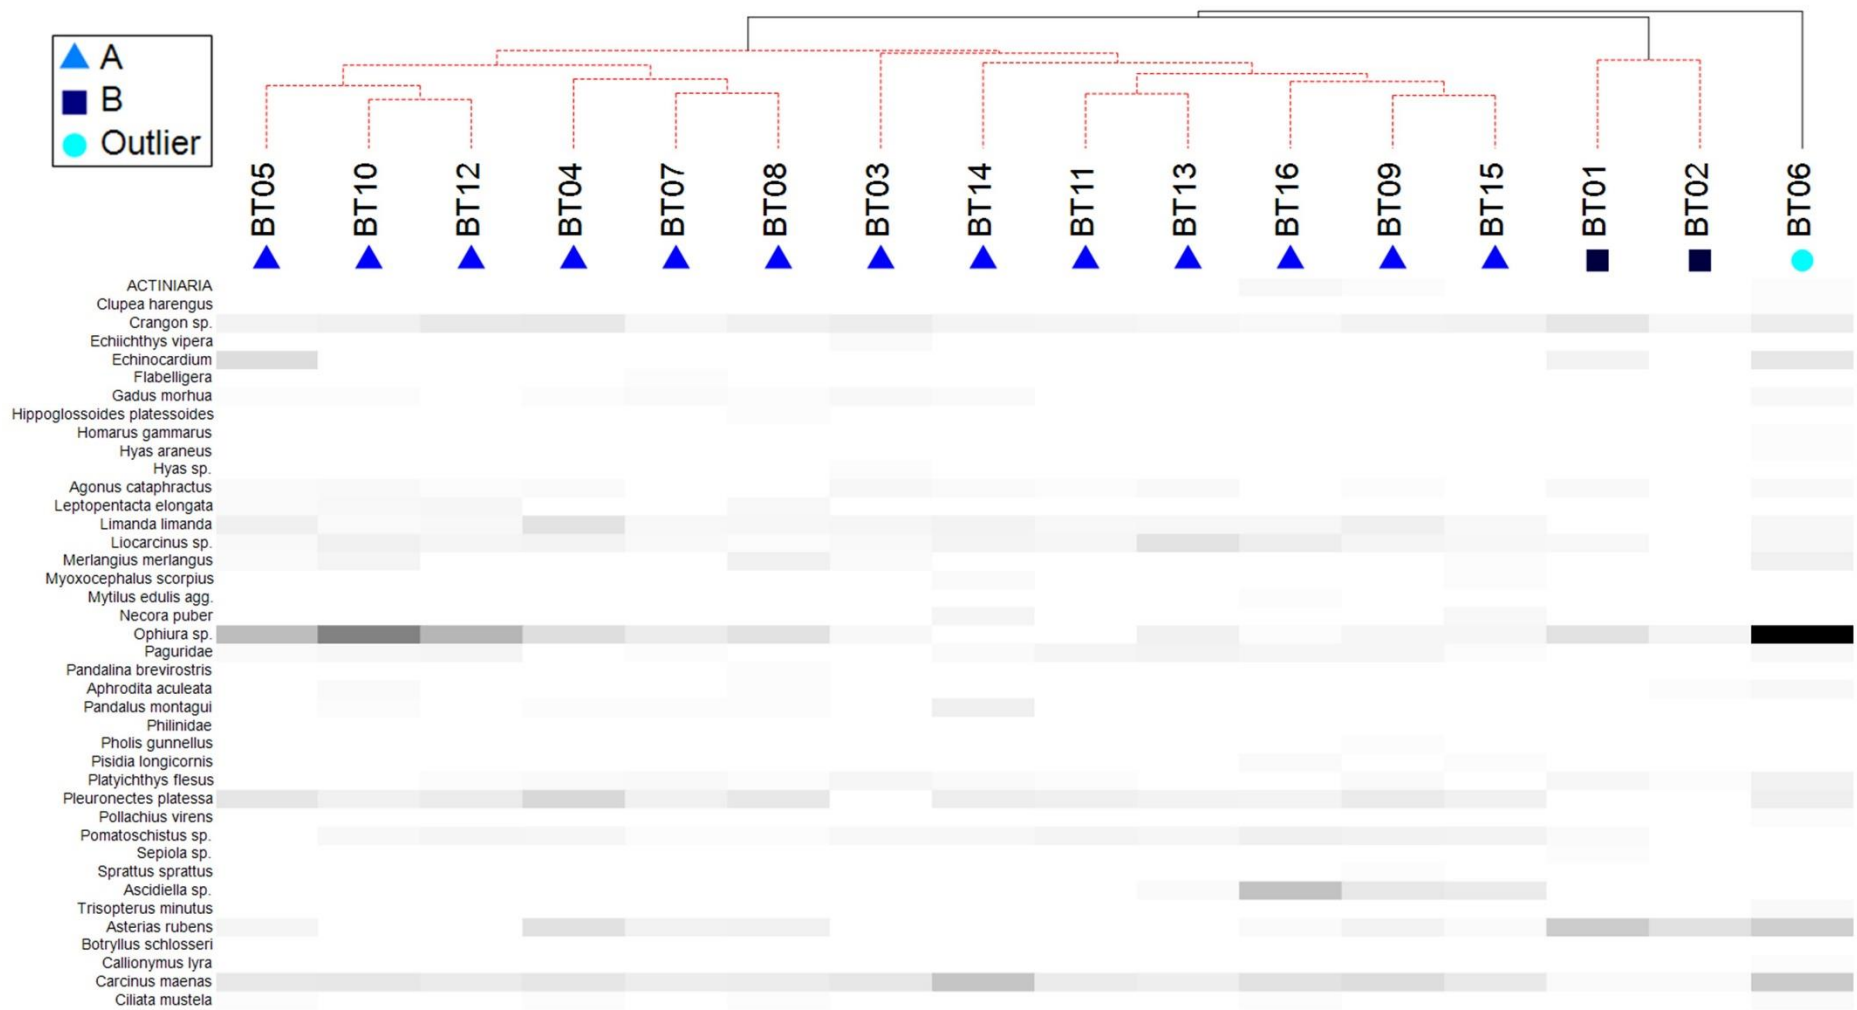 A
B
Outlier
BT05 BT10 BT12 BT04 BT07 BT08 BT03 BT14 BT11 BT13 BT16 BT09 BT15 BT01 BT02 BT06
ACTINIARIA
Clupea harengus
Crangon sp.
Echiichthys vipera
Echinocardium
Flabelligera
Gadus morhua
Hippoglossoides platessoides
Homarus gammarus
Hyas araneus
Hyas sp.
Agonus cataphractus
Leptopentacta elongata
Limanda limanda
Liocarcinus sp.
Merlangius merlangus
Myoxocephalus scorpius
Mytilus edulis agg.
Necora puber
Ophiura sp.
Paguridae
Pandalina brevirostris
Aphrodita aculeata
Pandalus montagui
Philinidae
Pholis gunnellus
Pisidia longicornis
Platyichthys flesus
Pleuronectes platessa
Pollachius virens
Pomatoschistus sp.
Sepiola sp.
Sprattus sprattus
Ascidiella sp.
Trisopterus minutus
Asterias rubens
Botryllus schlosseri
Callionymus lyra
Carcinus maenas
Ciliata mustela